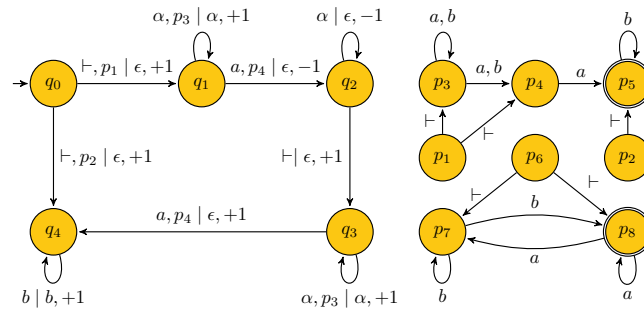 α, p₃ | α, +1
α | ϵ, -1
q₀
⊢, p₁ | ϵ, +1
q₁
a, p₄ | ϵ, -1
q₂
⊢, p₂ | ϵ, +1
⊢| ϵ, +1
q₄
a, p₄ | ϵ, +1
q₃
b | b, +1
α, p₃ | α, +1
a, b
b
p₃
a, b
p₄
a
p₅
⊢
⊢
⊢
p₁
p₆
p₂
⊢
⊢
b
p₇
p₈
a
b
a